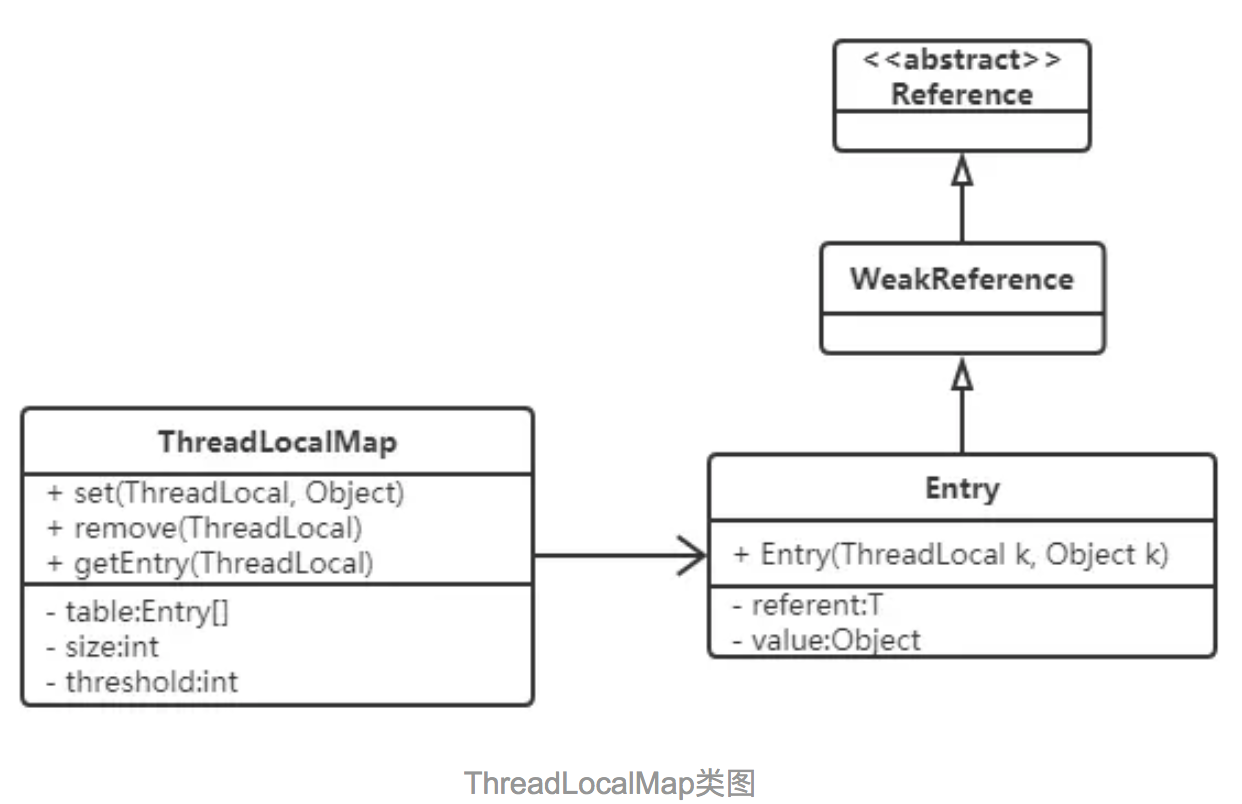 <<abstract>>
Reference
WeakReference
ThreadLocalMap
+ set(ThreadLocal, Object)
+ remove(ThreadLocal)
+ getEntry(ThreadLocal)
- table:Entry[]
- size:int
- threshold:int
Entry
+ Entry(ThreadLocal k, Object k)
- referent:T
- value:Object
ThreadLocalMap类图